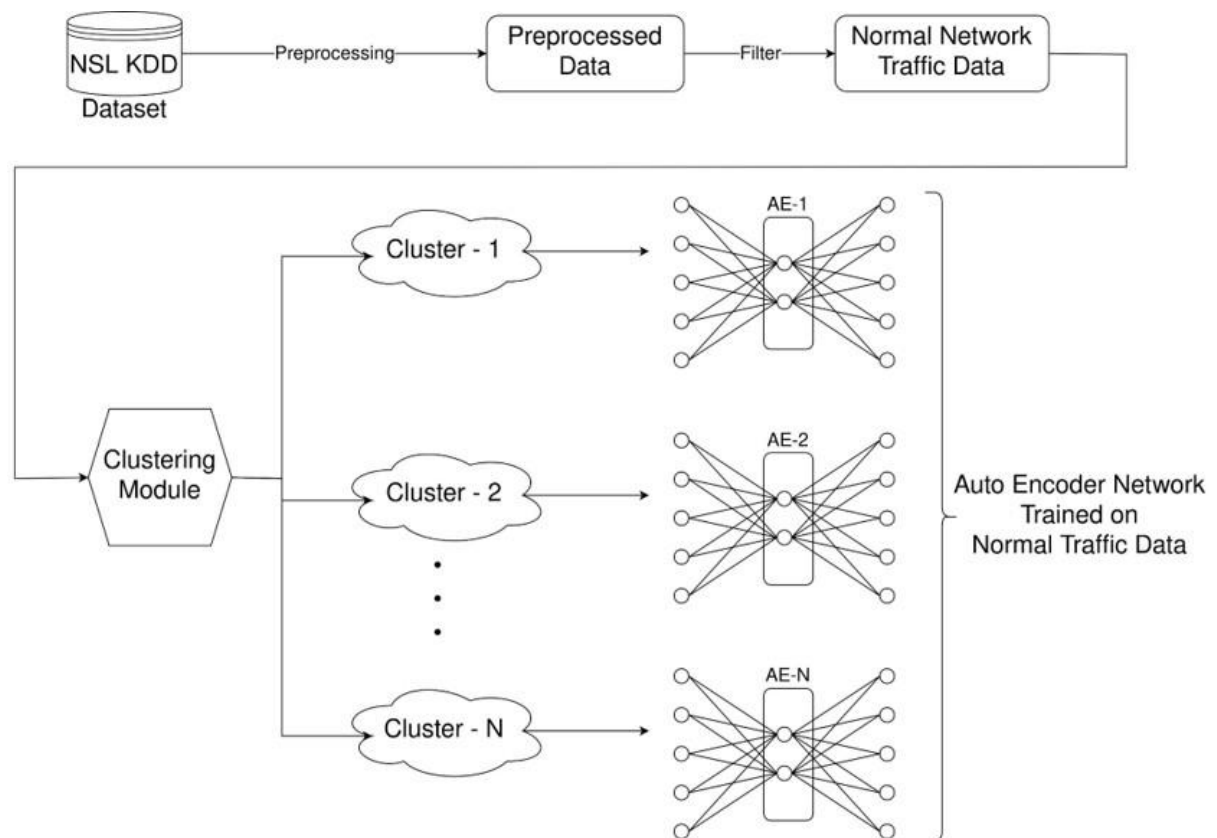 NSL KDD
Dataset
Preprocessing
Preprocessed
Data
Filter
Normal Network
Traffic Data
Cluster - 1
AE-1
Clustering
Module
Cluster - 2
AE-2
Auto Encoder Network
Trained on
Normal Traffic Data
Cluster - N
AE-N